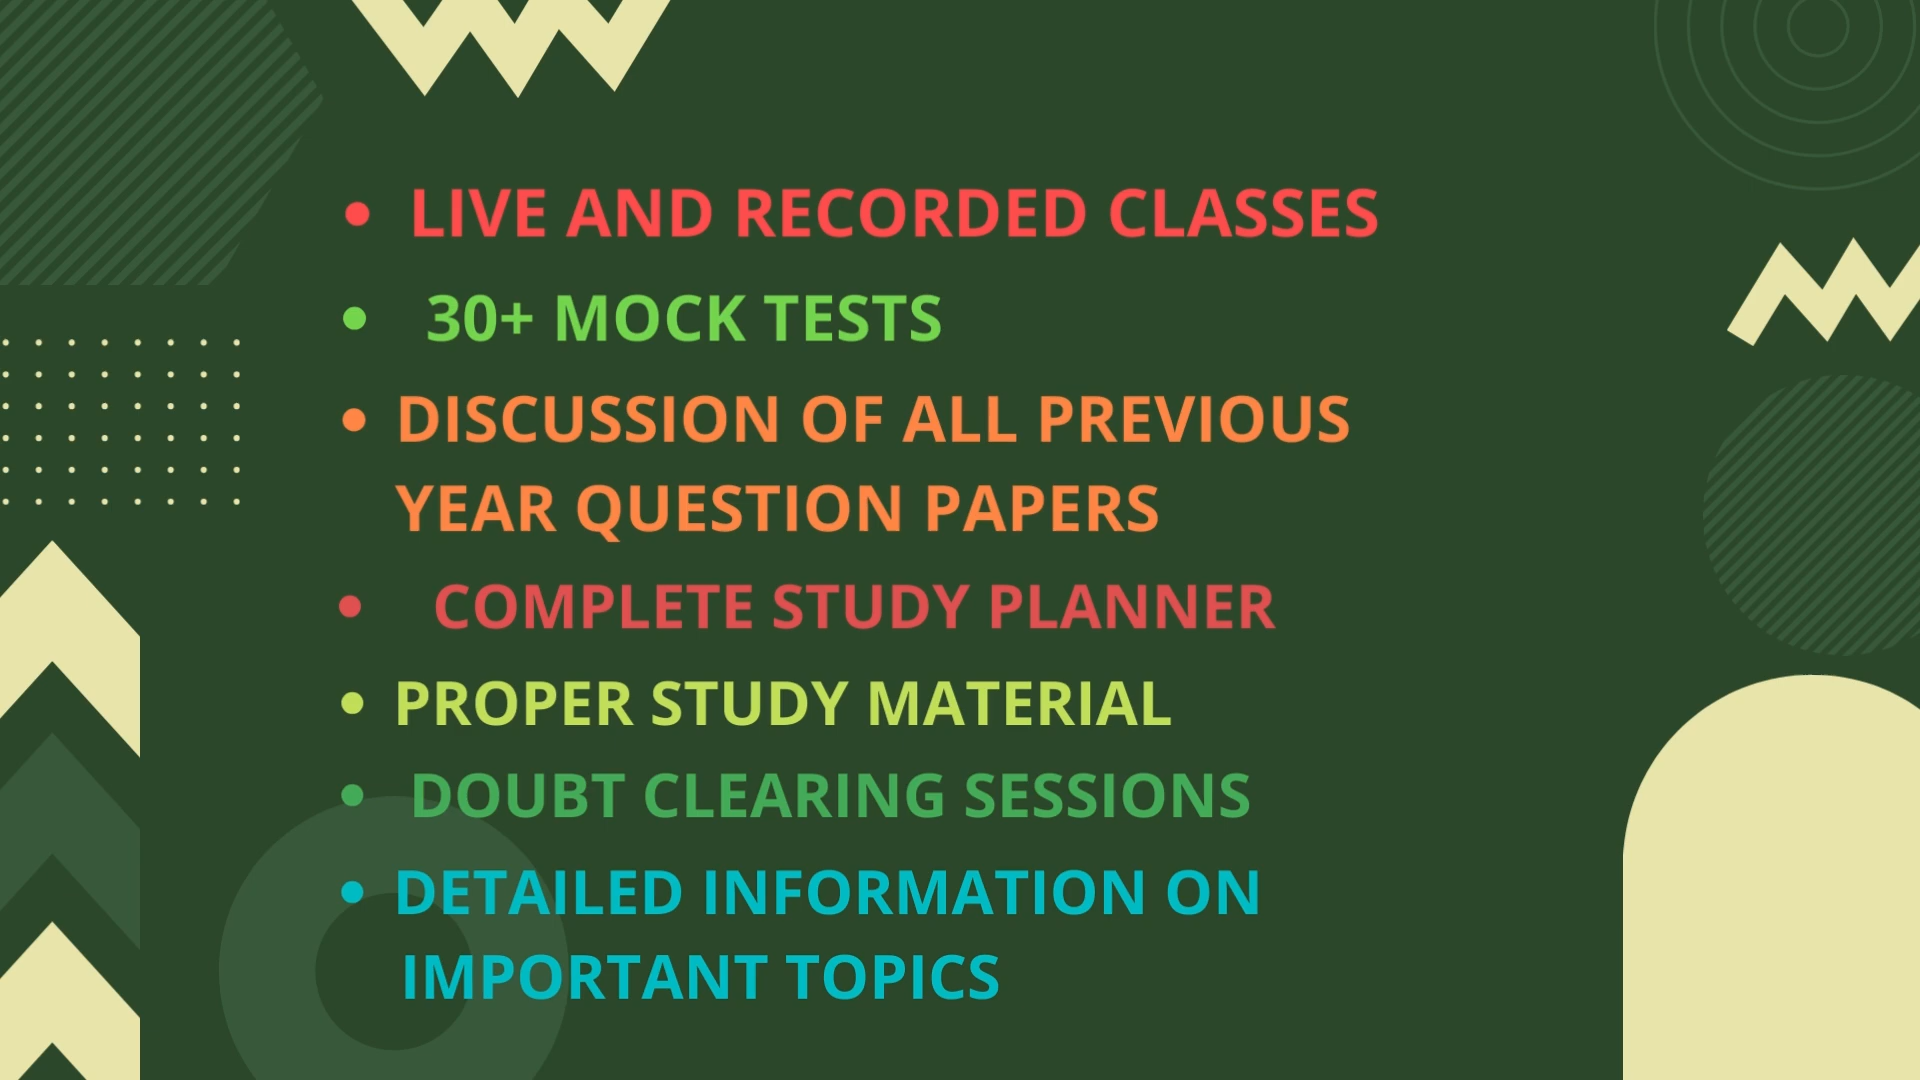 • LIVE AND RECORDED CLASSES
• 30+ MOCK TESTS
• DISCUSSION OF ALL PREVIOUS
YEAR QUESTION PAPERS
• COMPLETE STUDY PLANNER
• PROPER STUDY MATERIAL
• DOUBT CLEARING SESSIONS
• DETAILED INFORMATION ON
IMPORTANT TOPICS